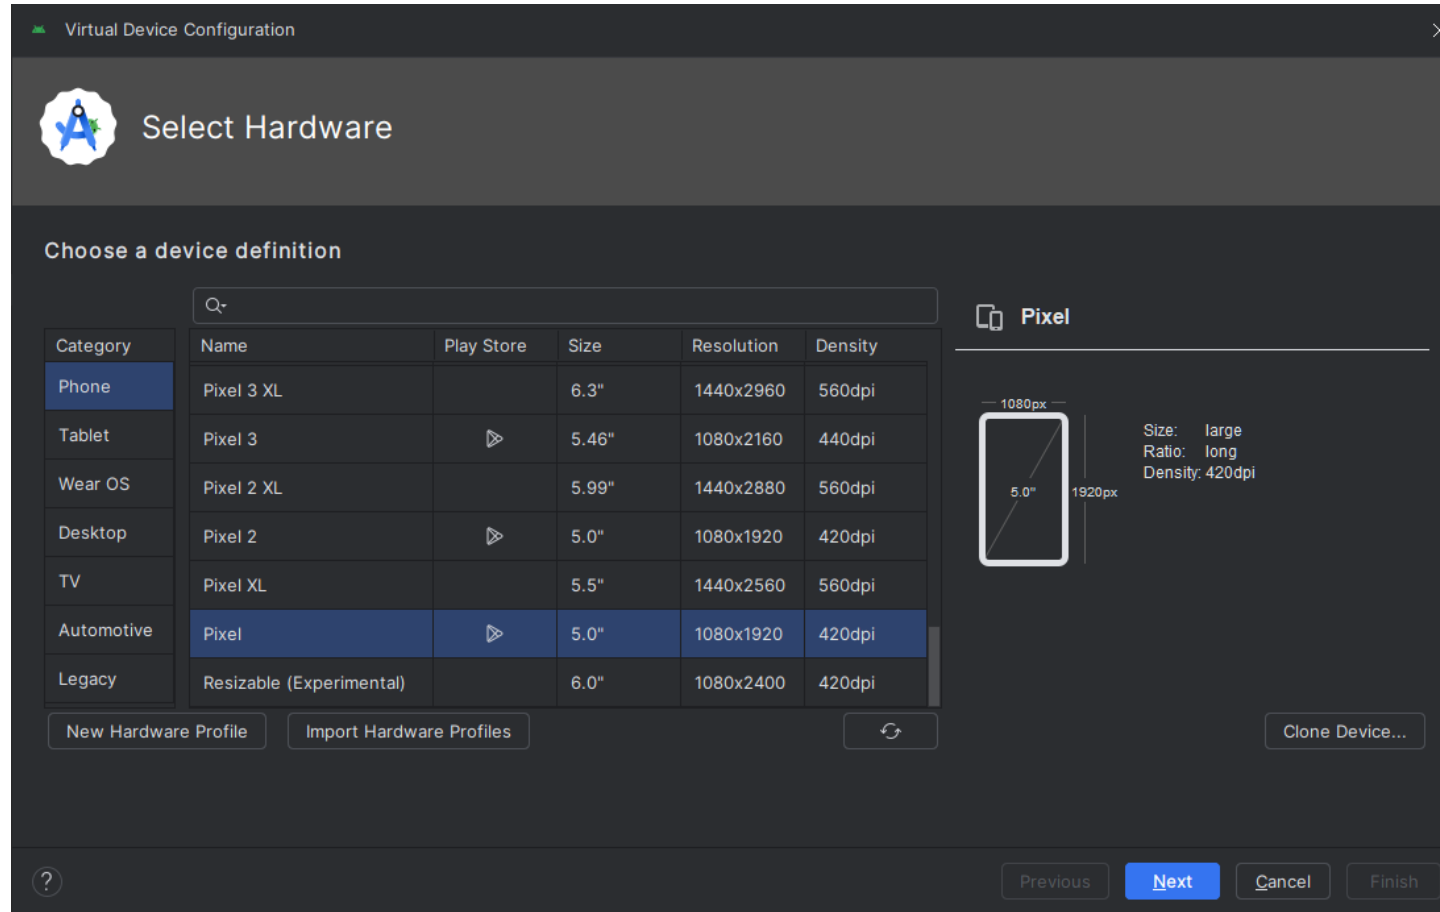 Virtual Device Configuration
Select Hardware
Choose a device definition
Category
Phone
Tablet
Wear OS
Desktop
TV
Automotive
Legacy
Name Play Store Size Resolution Density
Pixel 3 XL 6.3" 1440x2960 560dpi
Pixel 3 5.46" 1080x2160 440dpi
Pixel 2 XL 5.99" 1440x2880 560dpi
Pixel 2 5.0" 1080x1920 420dpi
Pixel XL 5.5" 1440x2560 560dpi
Pixel 5.0" 1080x1920 420dpi
Resizable (Experimental) 6.0" 1080x2400 420dpi
New Hardware Profile Import Hardware Profiles
Pixel
1080px
5.0" 1920px
Size: large
Ratio: long
Density: 420dpi
Clone Device...
? Previous Next Cancel Finish